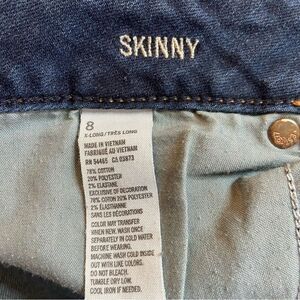 SKINNY
8
X-LONG/TRÈS LONG
MADE IN VIETNAM
FABRIQUÉ AU VIETNAM
RN 54485 CA 03873
78% COTTON
20% POLYESTER
2% ELASTANE
EXCLUSIVE OF DECORATION
78% COTON 20% POLYESTER
2% ÉLASTHANNE
SANS LES DÉCORATIONS
COLOR MAY TRANSFER
WHEN NEW. WASH ONCE
SEPARATELY IN COLD WATER
BEFORE WEARING.
MACHINE WASH COLD INSIDE
OUT WITH LIKE COLORS.
DO NOT BLEACH.
TUMBLE DRY LOW.
COOL IRON IF NEEDED.